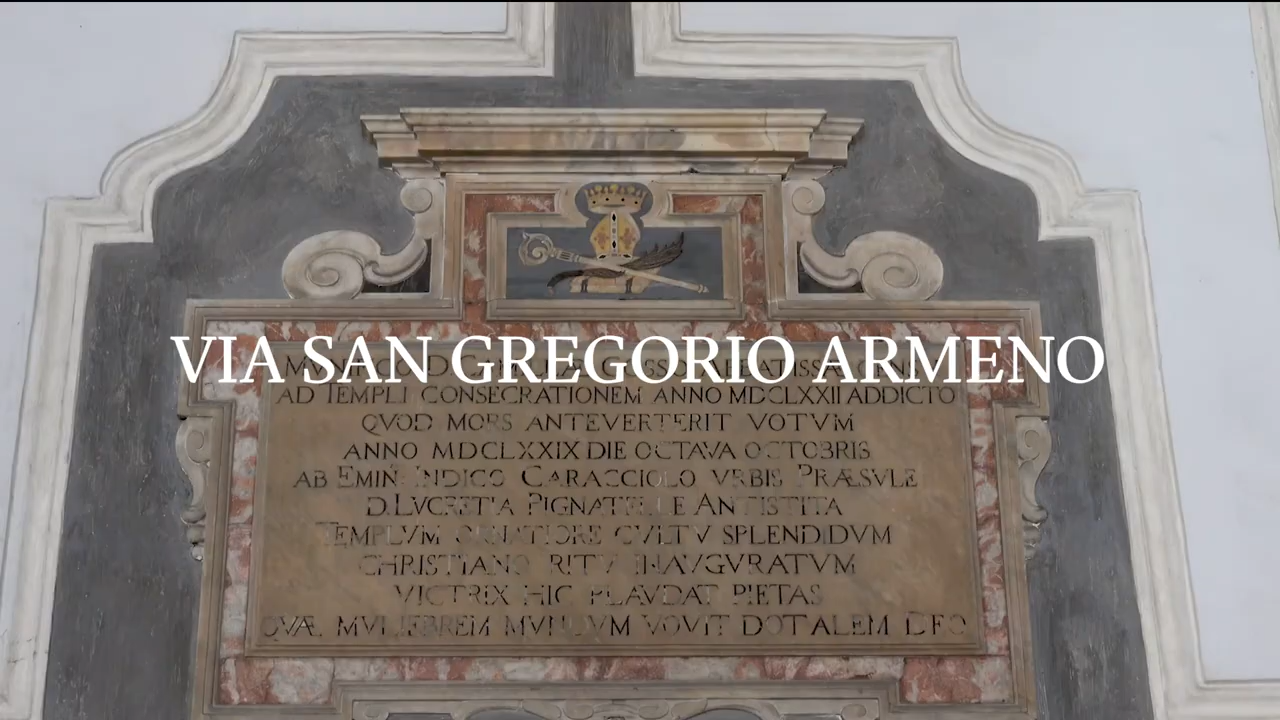 VIA SAN GREGORIO ARMENO
AD TEMPLI CONSECRATIONEM ANNO MDCLXXII ADDICTO
QVOD MORS ANTEVERTERIT VOTVM
ANNO MDCLXXIX DIE OCTAVA OCTOBRIS
AB EMIN: INDICO CARACCIOLO VRBIS PRÆSVLE
D. LVCRETIA PIGNATELLE ANTISTITA
TEMPLVM ORNATIORE CVLTV SPLENDIDVM
CHRISTIANO RITV INAVGVRATVM
VICTRIX HIC PLAVDAT PIETAS
QVÆ MVLIEBREM MVNDVM VOVIT DOTALEM DEO